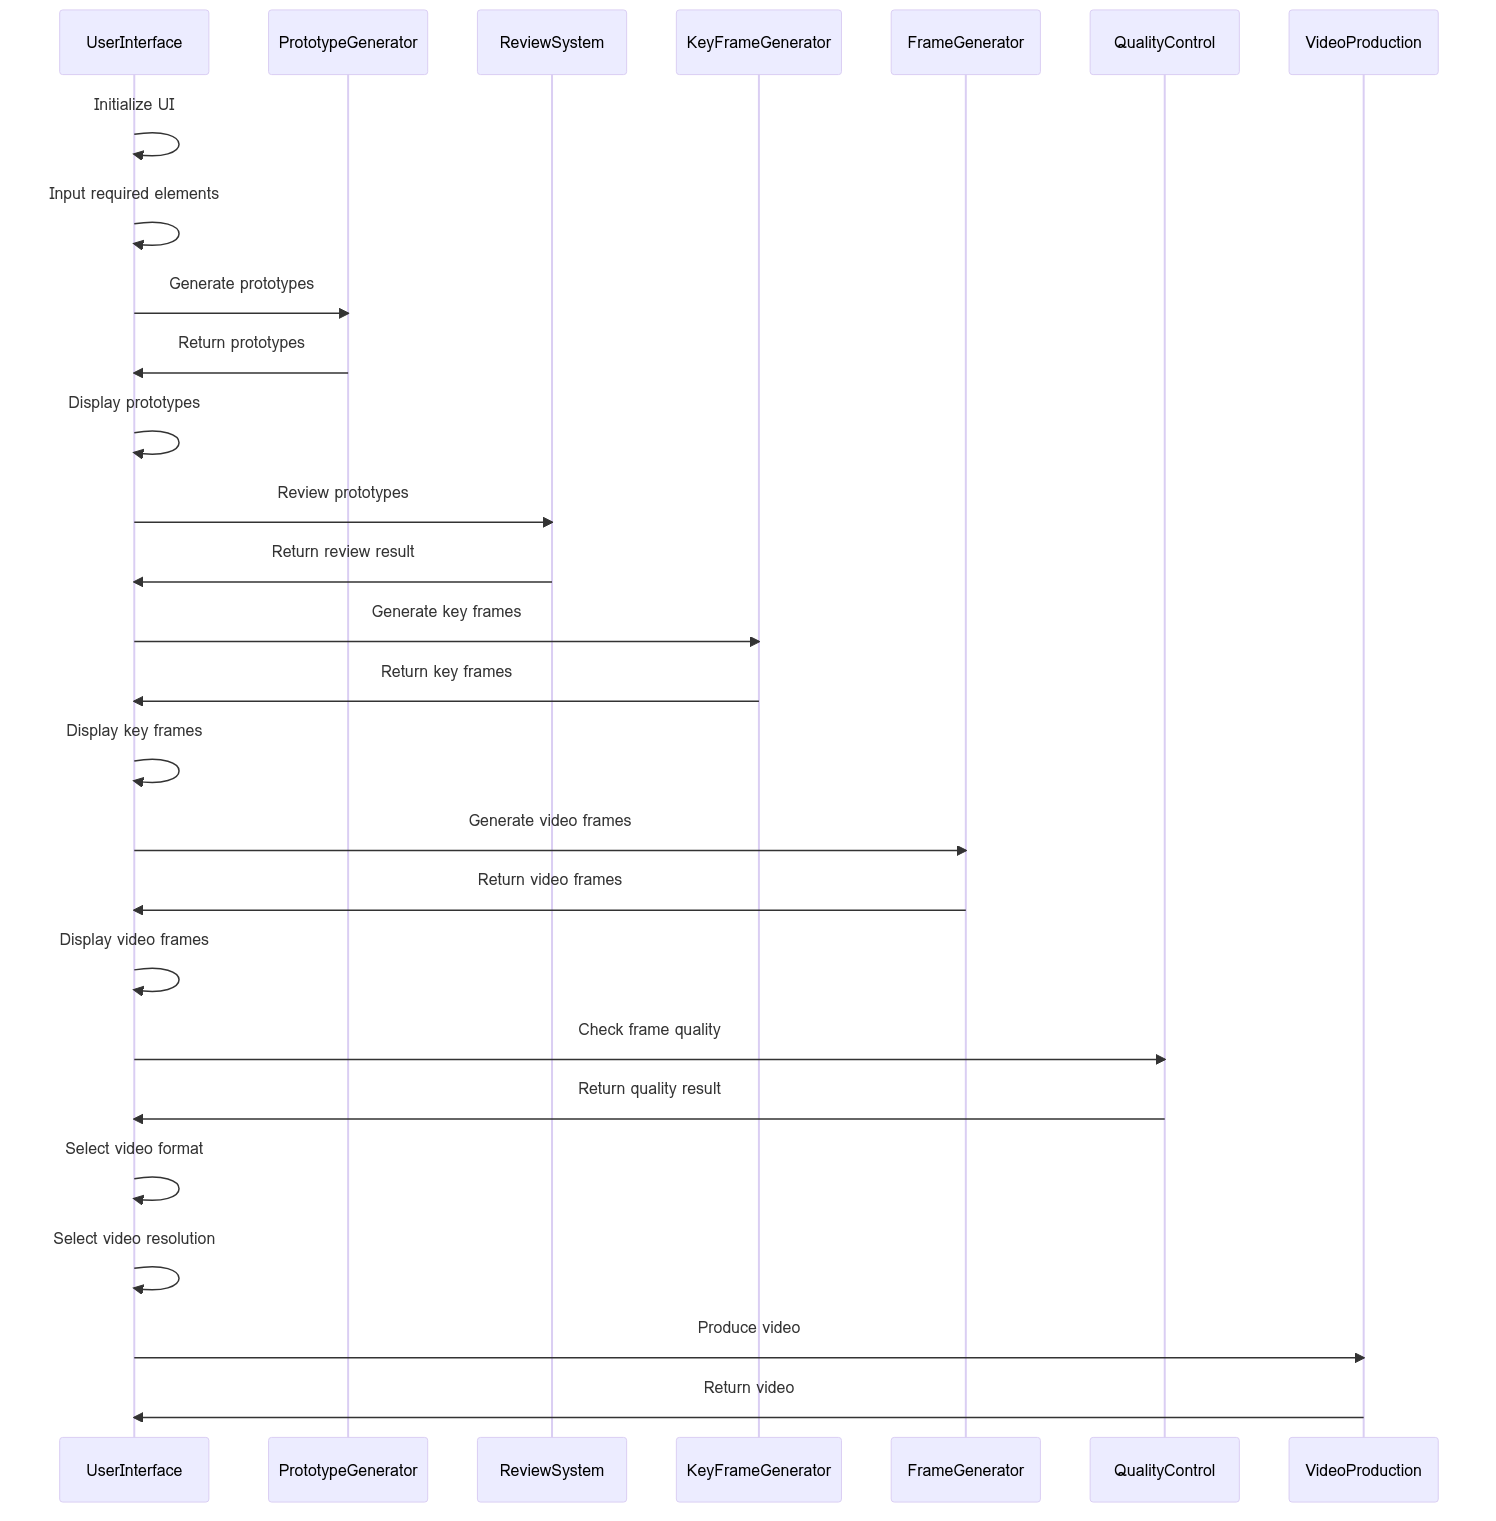 UserInterface
PrototypeGenerator
ReviewSystem
KeyFrameGenerator
FrameGenerator
QualityControl
VideoProduction
Initialize UI
Input required elements
Generate prototypes
Return prototypes
Display prototypes
Review prototypes
Return review result
Generate key frames
Return key frames
Display key frames
Generate video frames
Return video frames
Display video frames
Check frame quality
Return quality result
Select video format
Select video resolution
Produce video
Return video
UserInterface
PrototypeGenerator
ReviewSystem
KeyFrameGenerator
FrameGenerator
QualityControl
VideoProduction